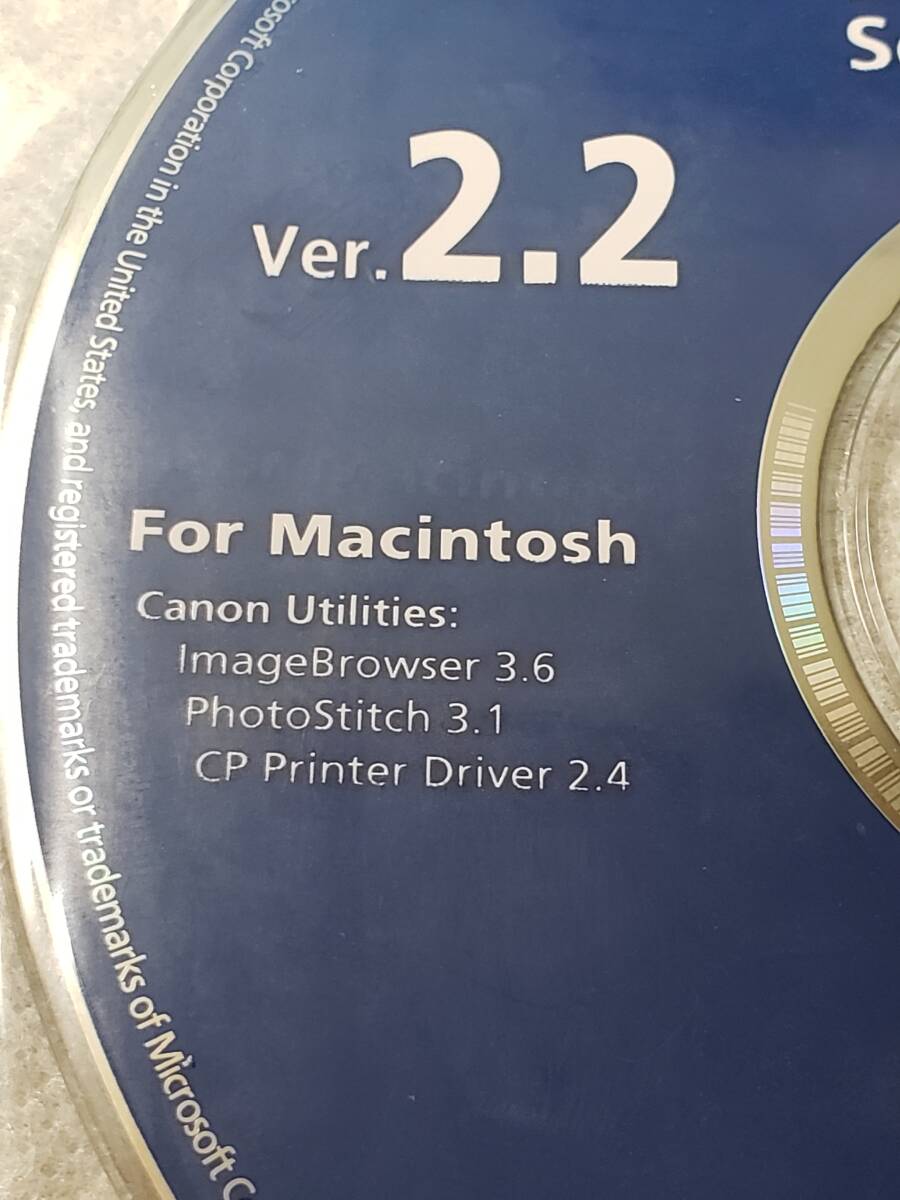 Ver. 2.2
For Macintosh
Canon Utilities:
ImageBrowser 3.6
PhotoStitch 3.1
CP Printer Driver 2.4
Corporation in the United States, and registered trademarks or trademarks of Microsoft